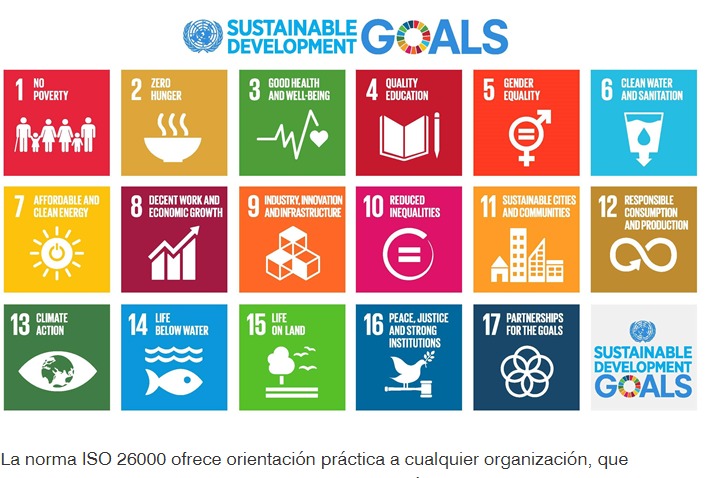 SUSTAINABLE
DEVELOPMENT
GOALS
1 NO
POVERTY
2 ZERO
HUNGER
3 GOOD HEALTH
AND WELL-BEING
4 QUALITY
EDUCATION
5 GENDER
EQUALITY
6 CLEAN WATER
AND SANITATION
7 AFFORDABLE AND
CLEAN ENERGY
8 DECENT WORK AND
ECONOMIC GROWTH
9 INDUSTRY, INNOVATION
AND INFRASTRUCTURE
10 REDUCED
INEQUALITIES
11 SUSTAINABLE CITIES
AND COMMUNITIES
12 RESPONSIBLE
CONSUMPTION
AND PRODUCTION
13 CLIMATE
ACTION
14 LIFE
BELOW WATER
15 LIFE
ON LAND
16 PEACE, JUSTICE
AND STRONG
INSTITUTIONS
17 PARTNERSHIPS
FOR THE GOALS
SUSTAINABLE
DEVELOPMENT
GOALS
La norma ISO 26000 ofrece orientación práctica a cualquier organización, que